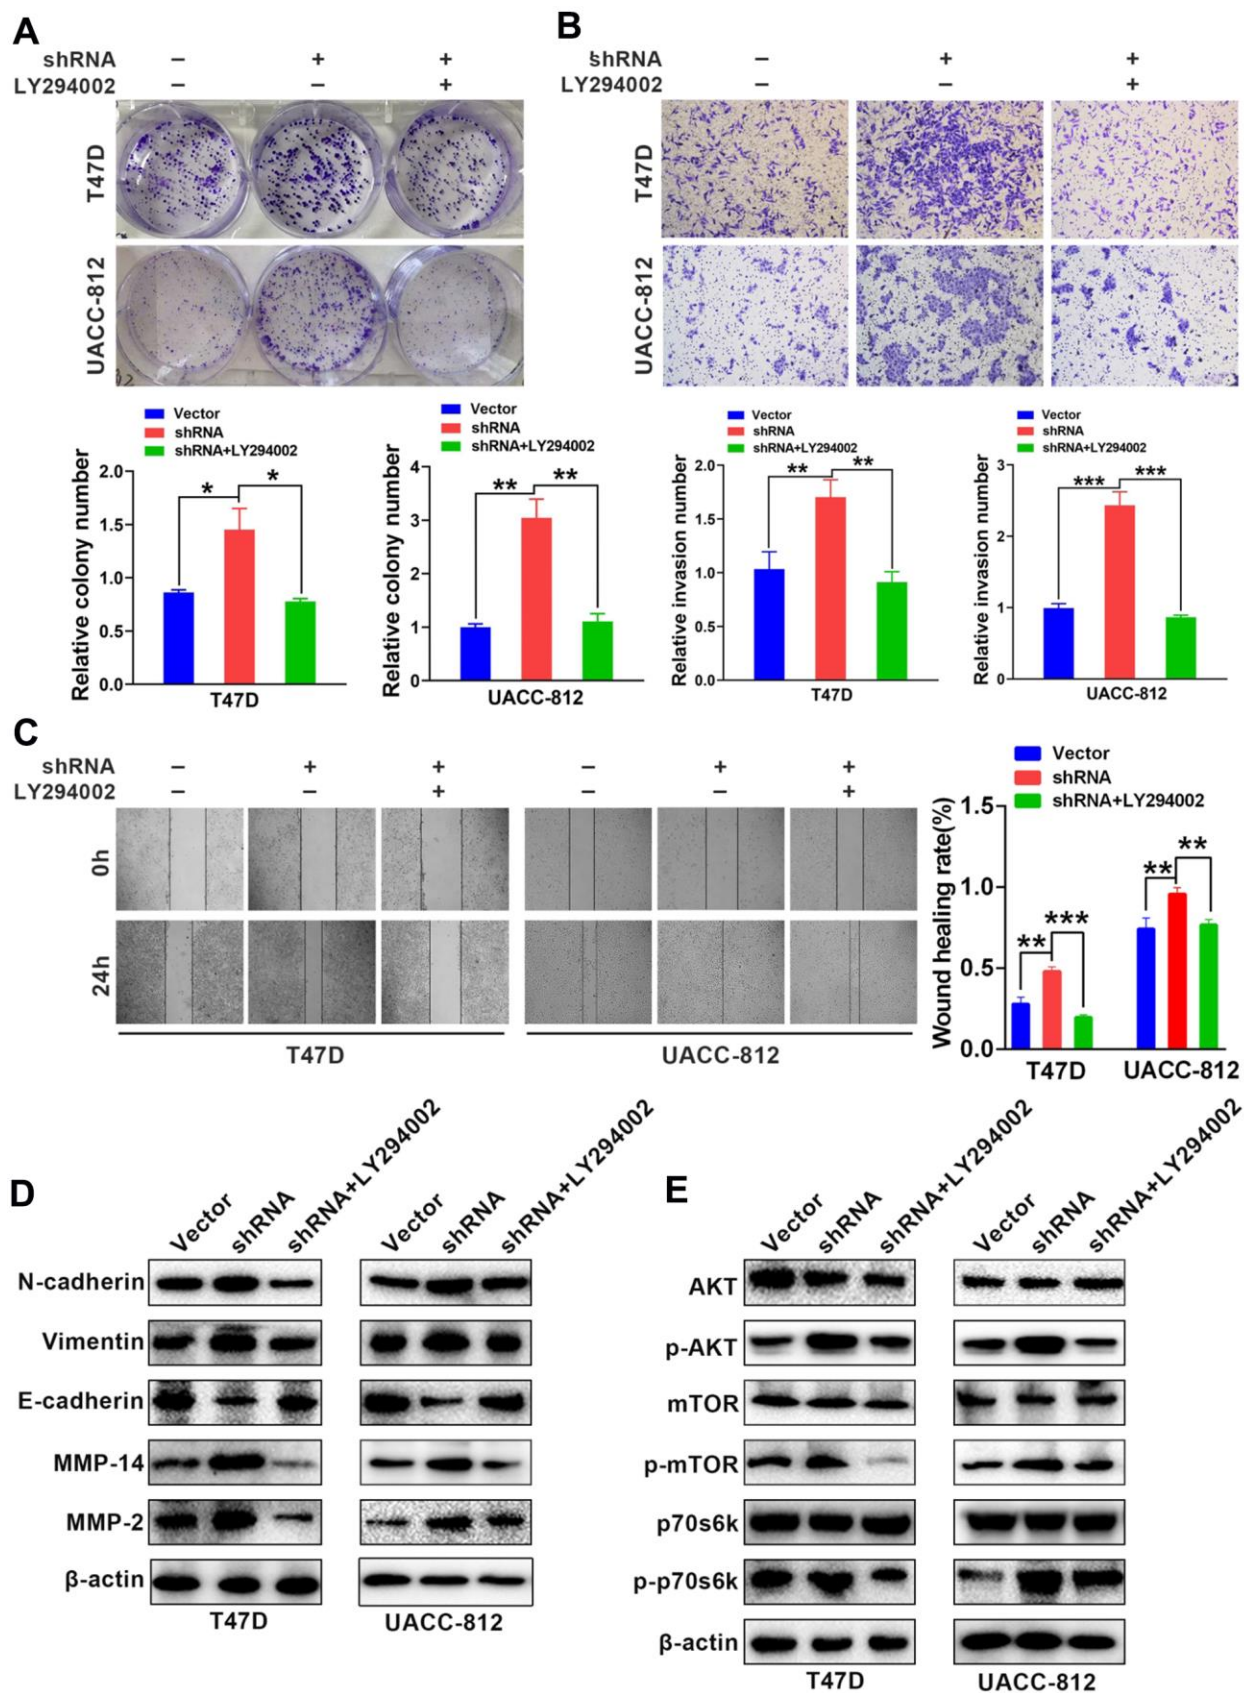 A
shRNA − + +
LY294002 − − +
T47D
UACC-812
Vector
shRNA
shRNA+LY294002
Relative colony number
2.0
1.5
1.0
0.5
0.0
* *
T47D
Vector
shRNA
shRNA+LY294002
Relative colony number
4
3
2
1
0
** **
UACC-812
B
shRNA − + +
LY294002 − − +
T47D
UACC-812
Vector
shRNA
shRNA+LY294002
Relative invasion number
2.0
1.5
1.0
0.5
0.0
** **
T47D
Vector
shRNA
shRNA+LY294002
Relative invasion number
3
2
1
0
*** ***
UACC-812
C
shRNA − + + − + +
LY294002 − − + − − +
0h
24h
T47D UACC-812
Vector
shRNA
shRNA+LY294002
Wound healing rate(%)
1.5
1.0
0.5
0.0
** *** ** **
T47D UACC-812
D
Vector shRNA shRNA+LY294002 Vector shRNA shRNA+LY294002
N-cadherin
Vimentin
E-cadherin
MMP-14
MMP-2
β-actin
T47D UACC-812
E
Vector shRNA shRNA+LY294002 Vector shRNA shRNA+LY294002
AKT
p-AKT
mTOR
p-mTOR
p70s6k
p-p70s6k
β-actin
T47D UACC-812